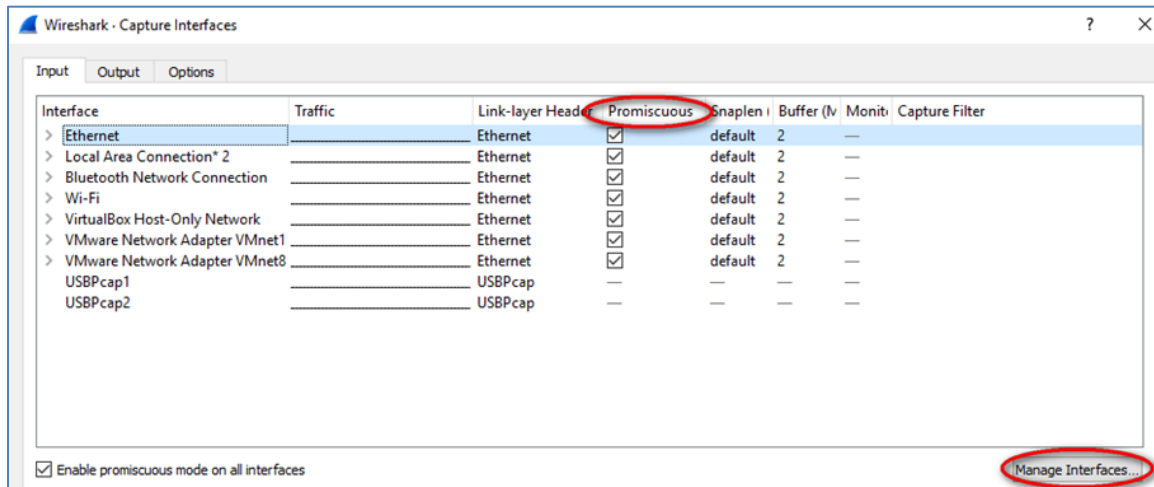 Wireshark · Capture Interfaces ?
Input Output Options
Interface Traffic Link-layer Header Promiscuous Snaplen ( Buffer (M Monito Capture Filter
Ethernet Ethernet default 2 —
Local Area Connection* 2 Ethernet default 2 —
Bluetooth Network Connection Ethernet default 2 —
Wi-Fi Ethernet default 2 —
VirtualBox Host-Only Network Ethernet default 2 —
VMware Network Adapter VMnet1 Ethernet default 2 —
VMware Network Adapter VMnet8 Ethernet default 2 —
USBPcap1 USBPcap — — — —
USBPcap2 USBPcap — — — —
Enable promiscuous mode on all interfaces Manage Interfaces...